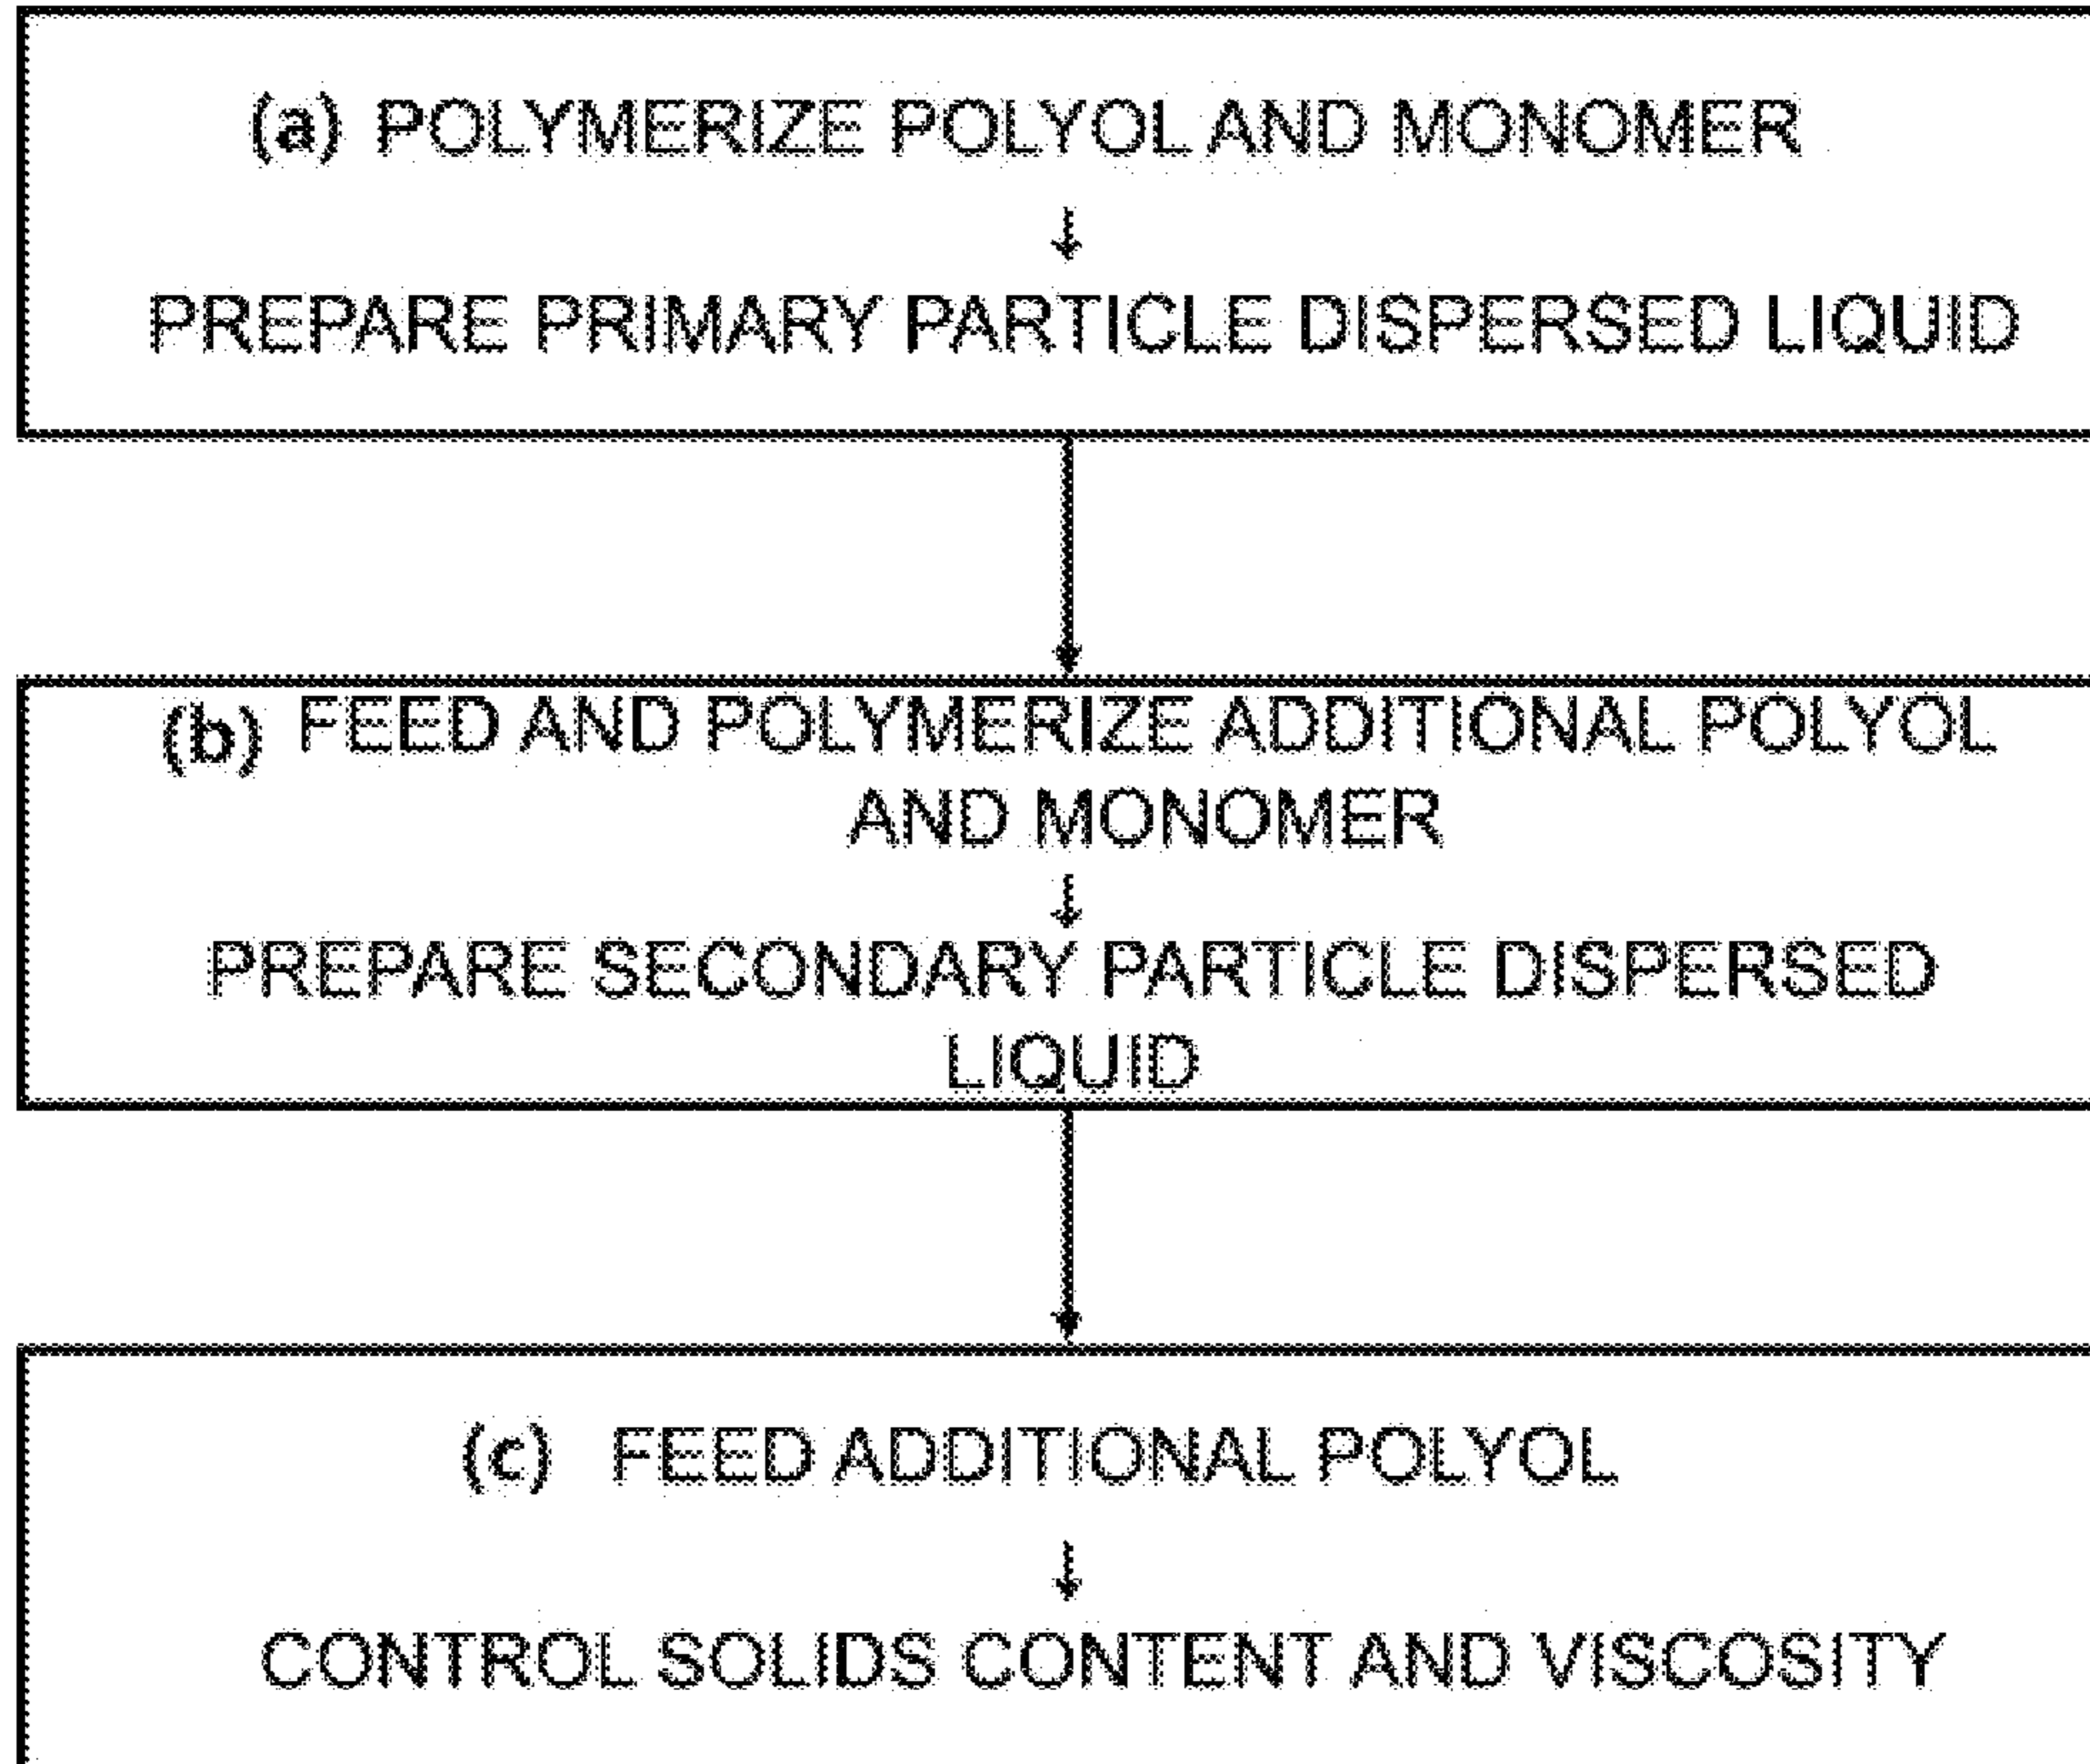 (a) POLYMERIZE POLYOL AND MONOMER
↓
PREPARE PRIMARY PARTICLE DISPERSED LIQUID
(b) FEED AND POLYMERIZE ADDITIONAL POLYOL
AND MONOMER
↓
PREPARE SECONDARY PARTICLE DISPERSED
LIQUID
(c) FEED ADDITIONAL POLYOL
↓
CONTROL SOLIDS CONTENT AND VISCOSITY